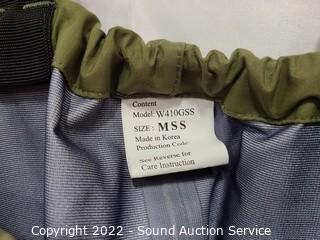 Content
Model: W410GSS
SIZE: MSS
Made in Korea
Production Code:
See Reverse for
Care Instruction
Copyright 2022 - Sound Auction Service